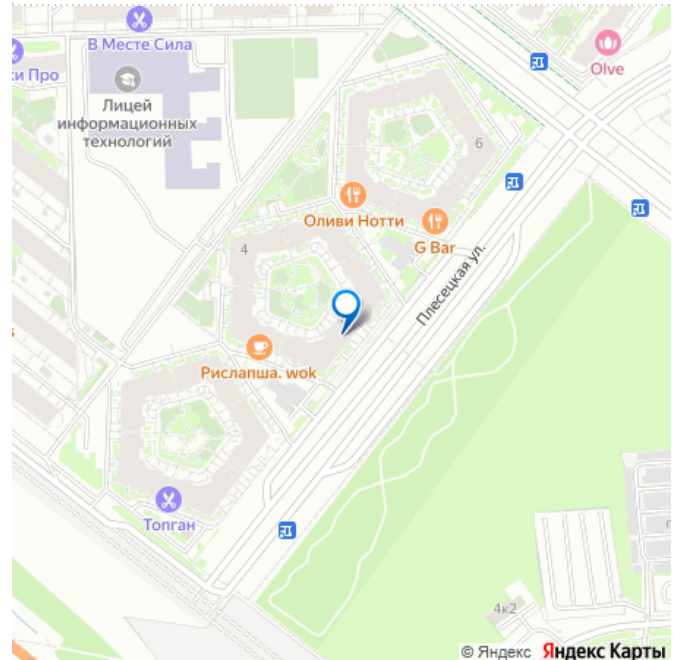 В Месте Сила
ки Про
Лицей
информационных
технологий
Olve
6
Оливи Нотти
G Bar
4
Плесецкая ул.
Рислапша. wok
Топган
4к2
© Яндекс Яндекс Карты